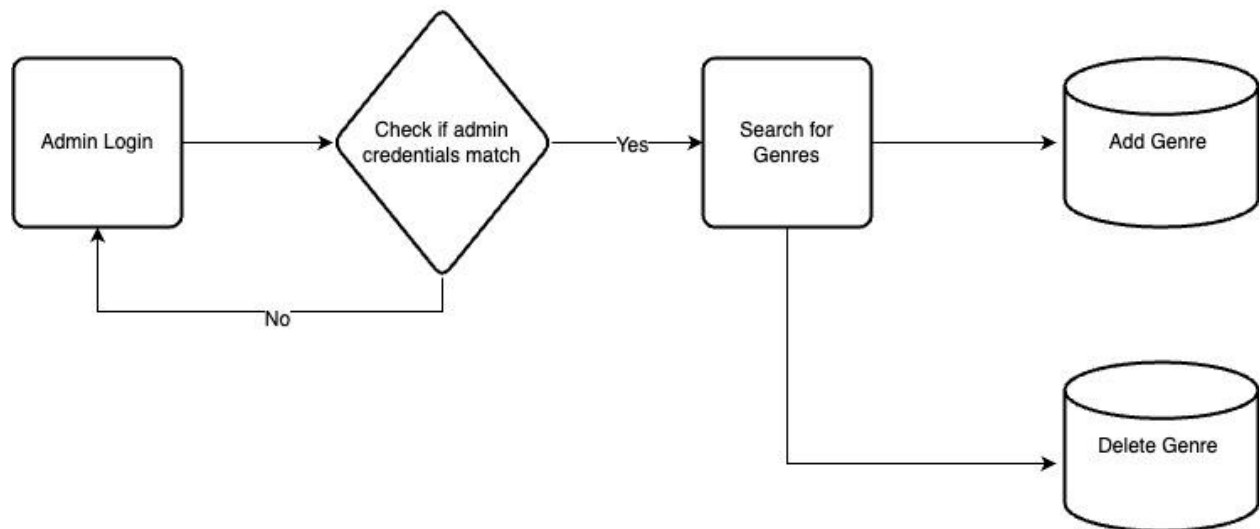 Admin Login
Check if admin
credentials match
Yes
Search for
Genres
Add Genre
No
Delete Genre